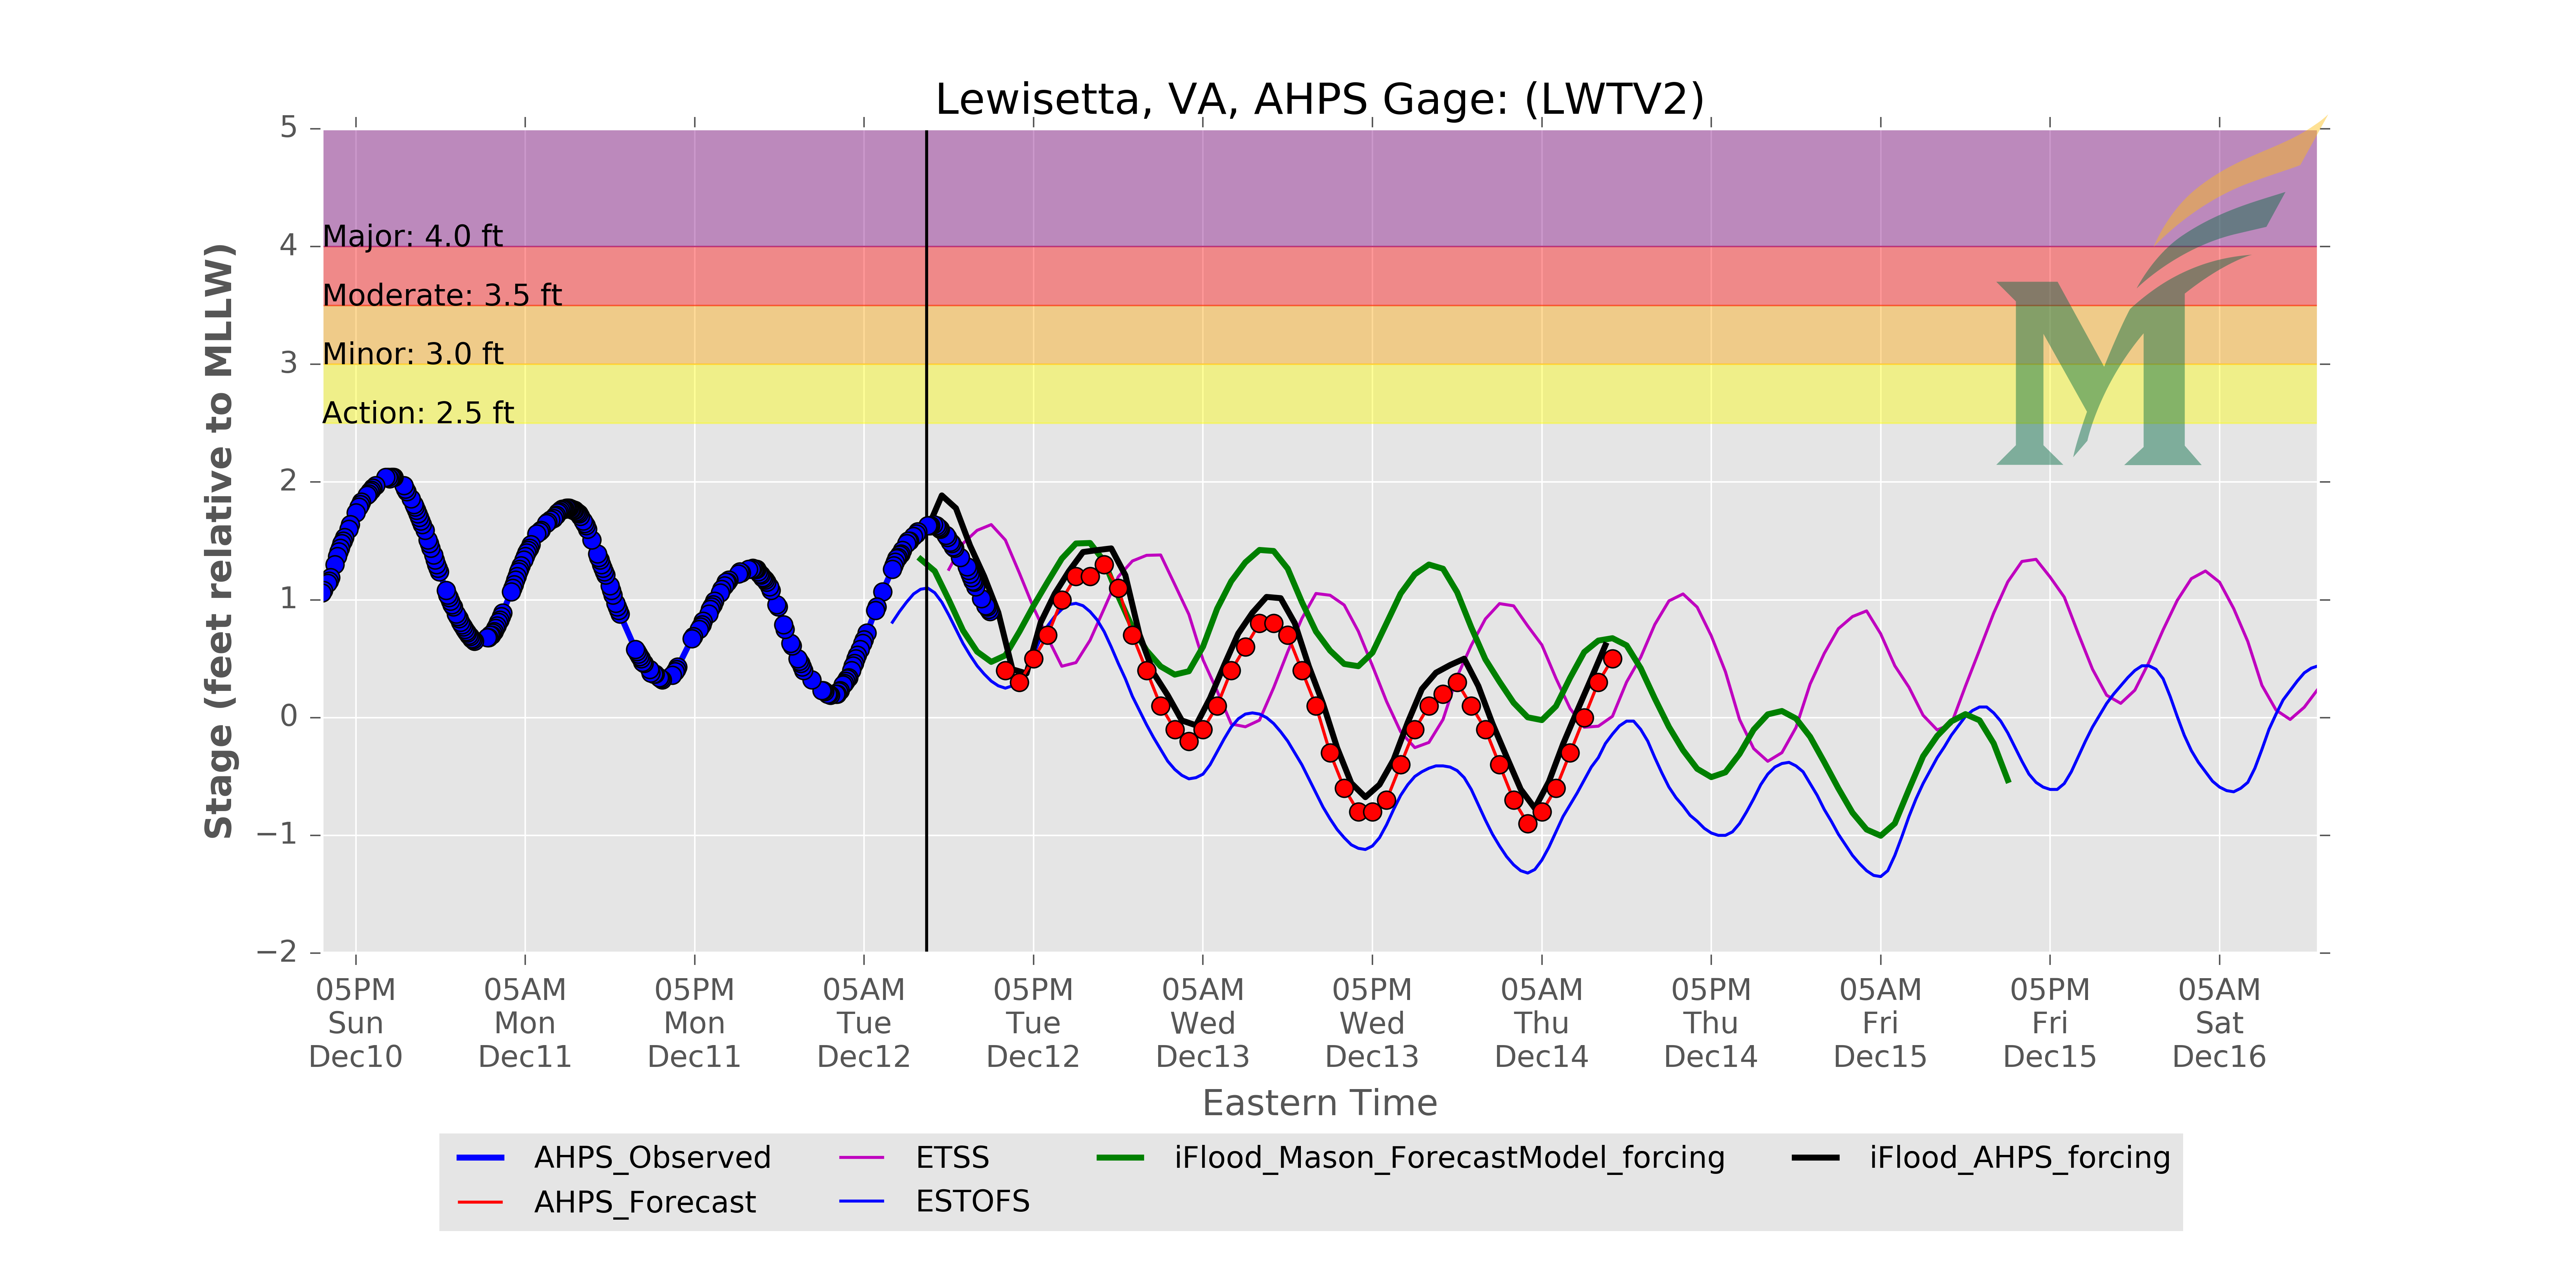 Lewisetta, VA, AHPS Gage: (LWTV2)
Stage (feet relative to MLLW)
5
4
3
2
1
0
−1
−2
Major: 4.0 ft
Moderate: 3.5 ft
Minor: 3.0 ft
Action: 2.5 ft
M
05PM 05AM 05PM 05AM 05PM 05AM 05PM 05AM 05PM 05AM 05PM 05AM
Sun Mon Mon Tue Tue Wed Wed Thu Thu Fri Fri Sat
Dec10 Dec11 Dec11 Dec12 Dec12 Dec13 Dec13 Dec14 Dec14 Dec15 Dec15 Dec16
Eastern Time
AHPS_Observed ETSS iFlood_Mason_ForecastModel_forcing iFlood_AHPS_forcing
AHPS_Forecast ESTOFS